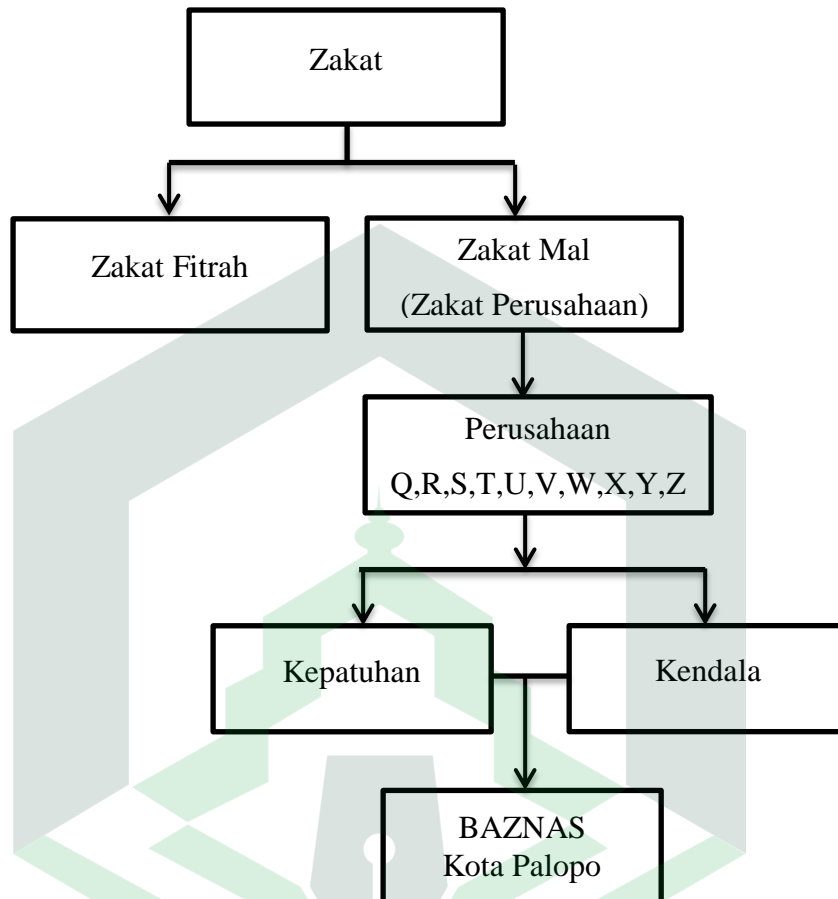 Zakat
Zakat Fitrah
Zakat Mal
(Zakat Perusahaan)
Perusahaan
Q,R,S,T,U,V,W,X,Y,Z
Kepatuhan
Kendala
BAZNAS
Kota Palopo